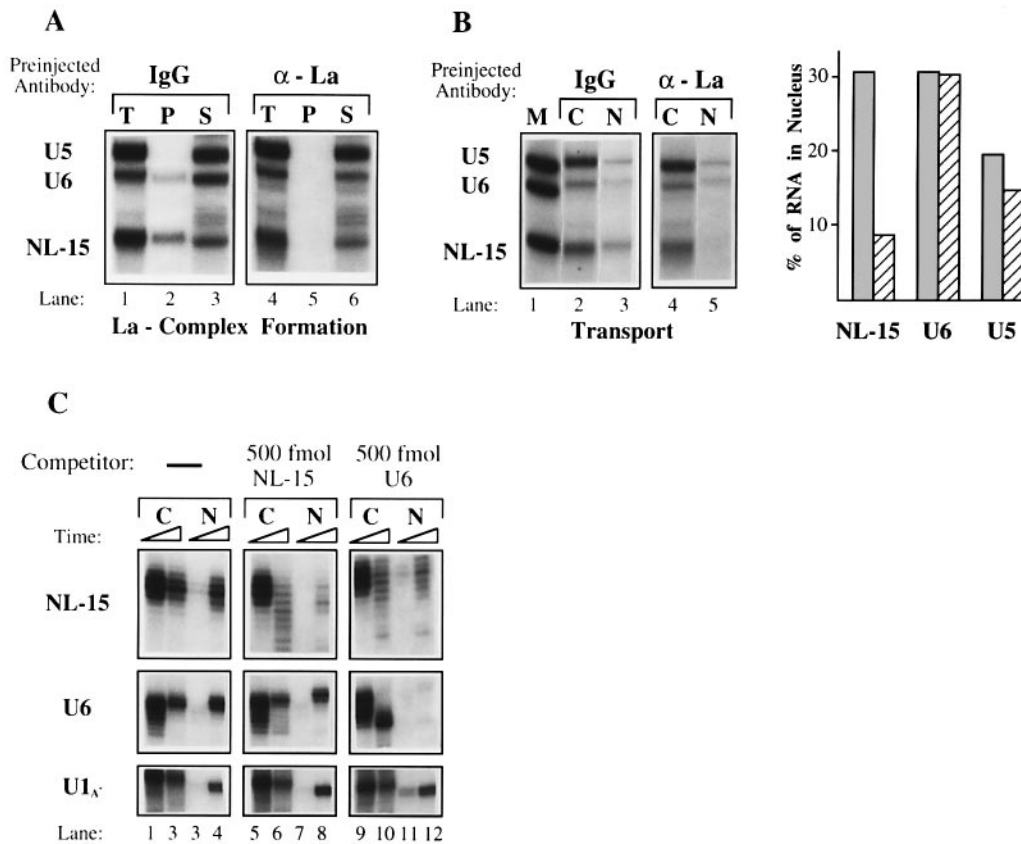 A
Preinjected
Antibody:
IgG
α - La
T P S T P S
U5
U6
NL-15
Lane: 1 2 3 4 5 6
La - Complex Formation
B
Preinjected
Antibody:
IgG
α - La
M C N C N
U5
U6
NL-15
Lane: 1 2 3 4 5
Transport
% of RNA in Nucleus
30
20
10
NL-15 U6 U5
C
Competitor: —
500 fmol
NL-15
500 fmol
U6
C N C N C N
Time:
NL-15
U6
U1A-
Lane: 1 3 3 4 5 6 7 8 9 10 11 12